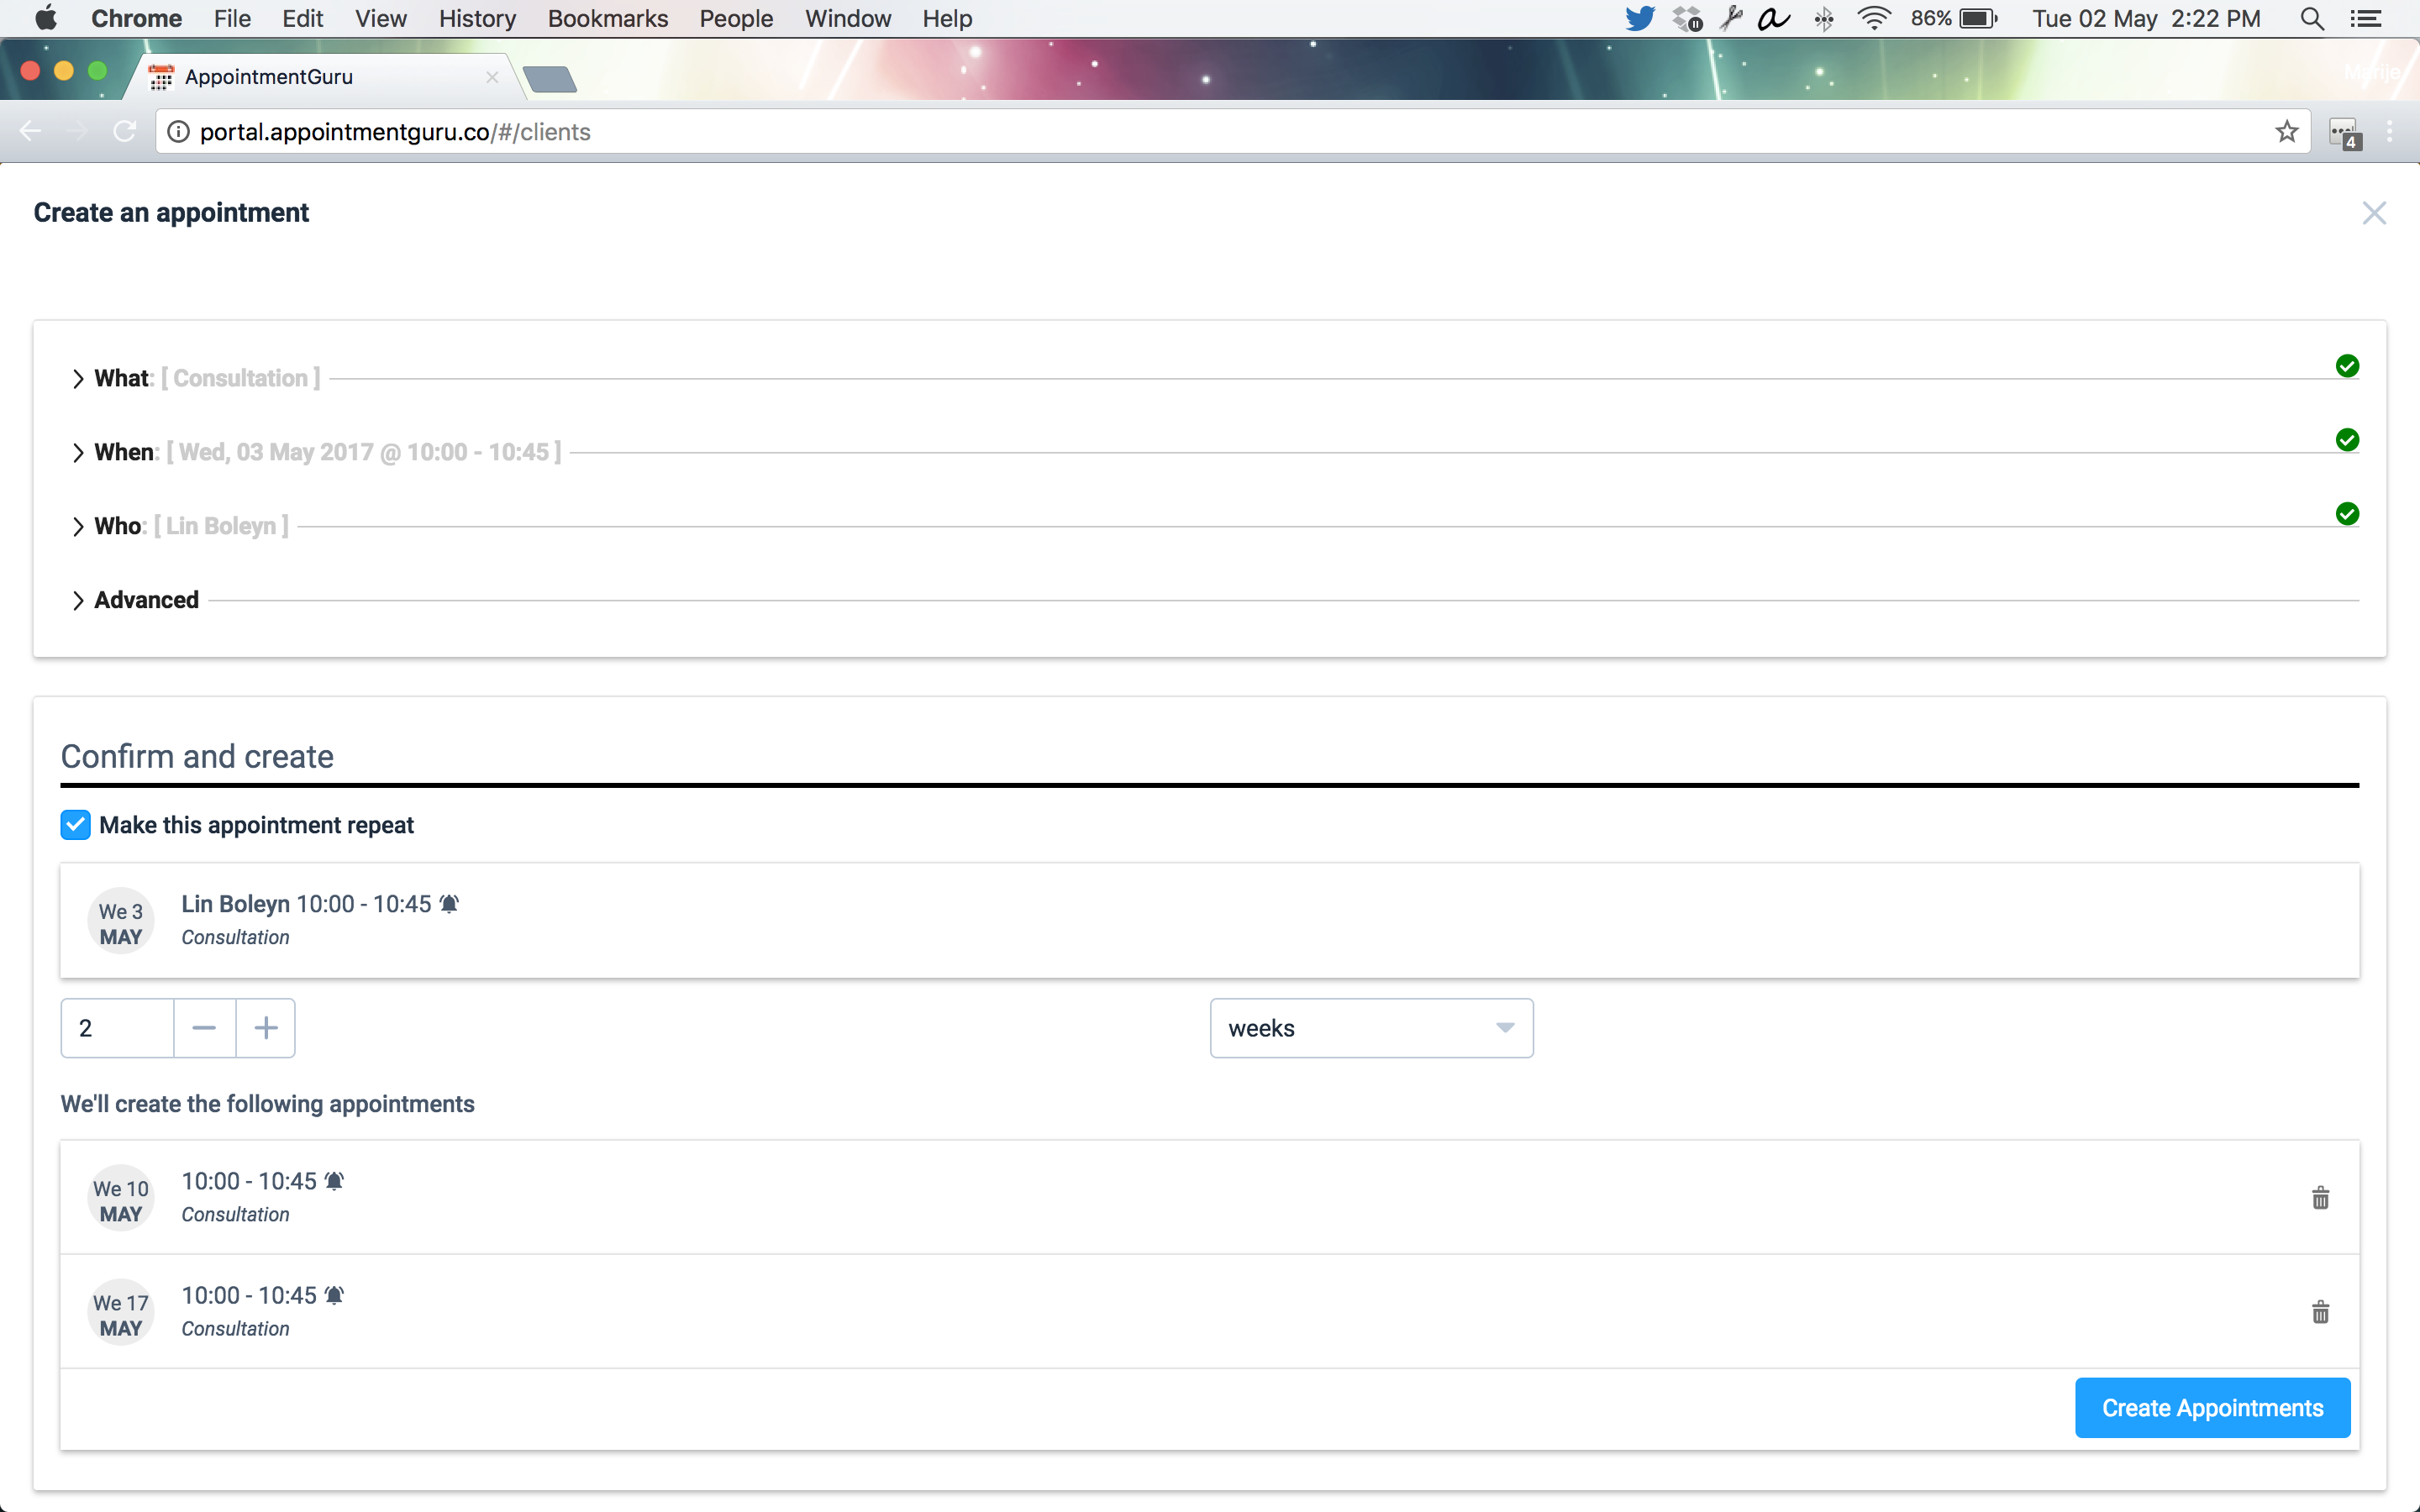 Chrome File Edit View History Bookmarks People Window Help 86% Tue 02 May 2:22 PM
AppointmentGuru
Marije
portal.appointmentguru.co/#/clients
4
Create an appointment
What: [ Consultation ]
When: [ Wed, 03 May 2017 @ 10:00 - 10:45 ]
Who: [ Lin Boleyn ]
Advanced
Confirm and create
Make this appointment repeat
We 3
MAY
Lin Boleyn 10:00 - 10:45
Consultation
2
weeks
We'll create the following appointments
We 10
MAY
10:00 - 10:45
Consultation
We 17
MAY
10:00 - 10:45
Consultation
Create Appointments